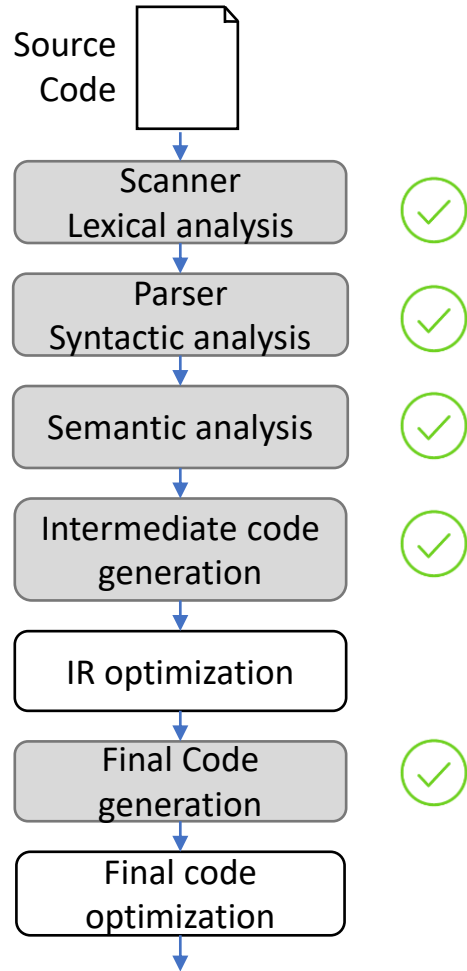 Source
Code
Scanner
Lexical analysis
Parser
Syntactic analysis
Semantic analysis
Intermediate code
generation
IR optimization
Final Code
generation
Final code
optimization